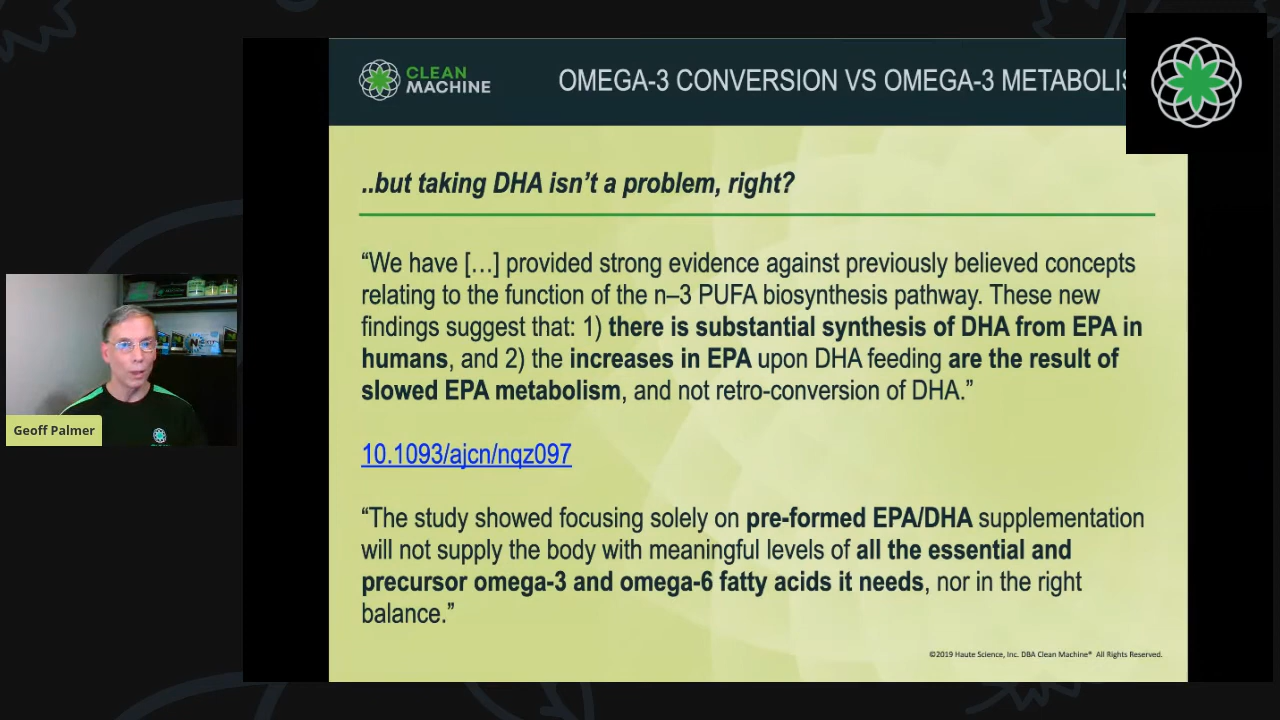 CLEAN
MACHINE
OMEGA-3 CONVERSION VS OMEGA-3
..but taking DHA isn’t a problem, right?
“We have […] provided strong evidence against previously believed concepts
relating to the function of the n–3 PUFA biosynthesis pathway. These new
findings suggest that: 1) there is substantial synthesis of DHA from EPA in
humans, and 2) the increases in EPA upon DHA feeding are the result of
slowed EPA metabolism, and not retro-conversion of DHA.”
10.1093/ajcn/nqz097
“The study showed focusing solely on pre-formed EPA/DHA supplementation
will not supply the body with meaningful levels of all the essential and
precursor omega-3 and omega-6 fatty acids it needs, nor in the right
balance.”
©2019 Haute Science, Inc. DBA Clean Machine® All Rights Reserved.
Geoff Palmer